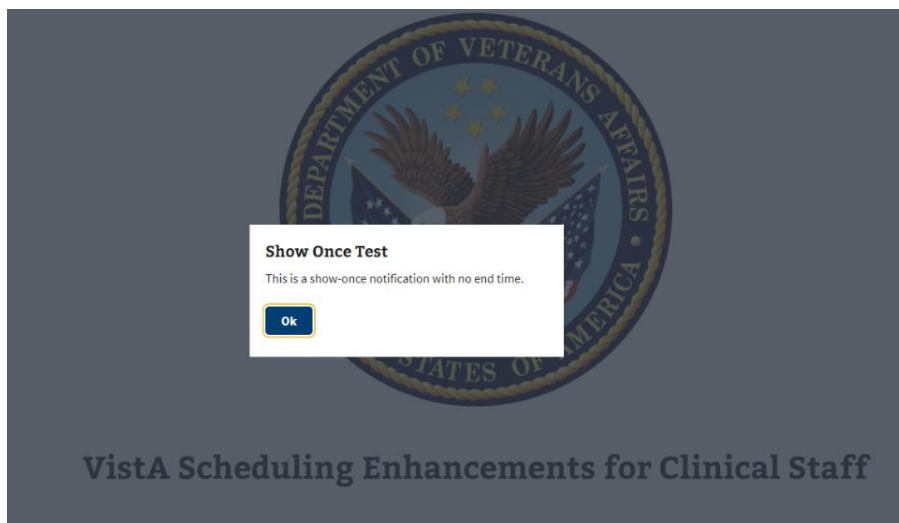 DEPARTMENT OF VETERANS AFFAIRS
STATES OF AMERICA
Show Once Test
This is a show-once notification with no end time.
Ok
VistA Scheduling Enhancements for Clinical Staff